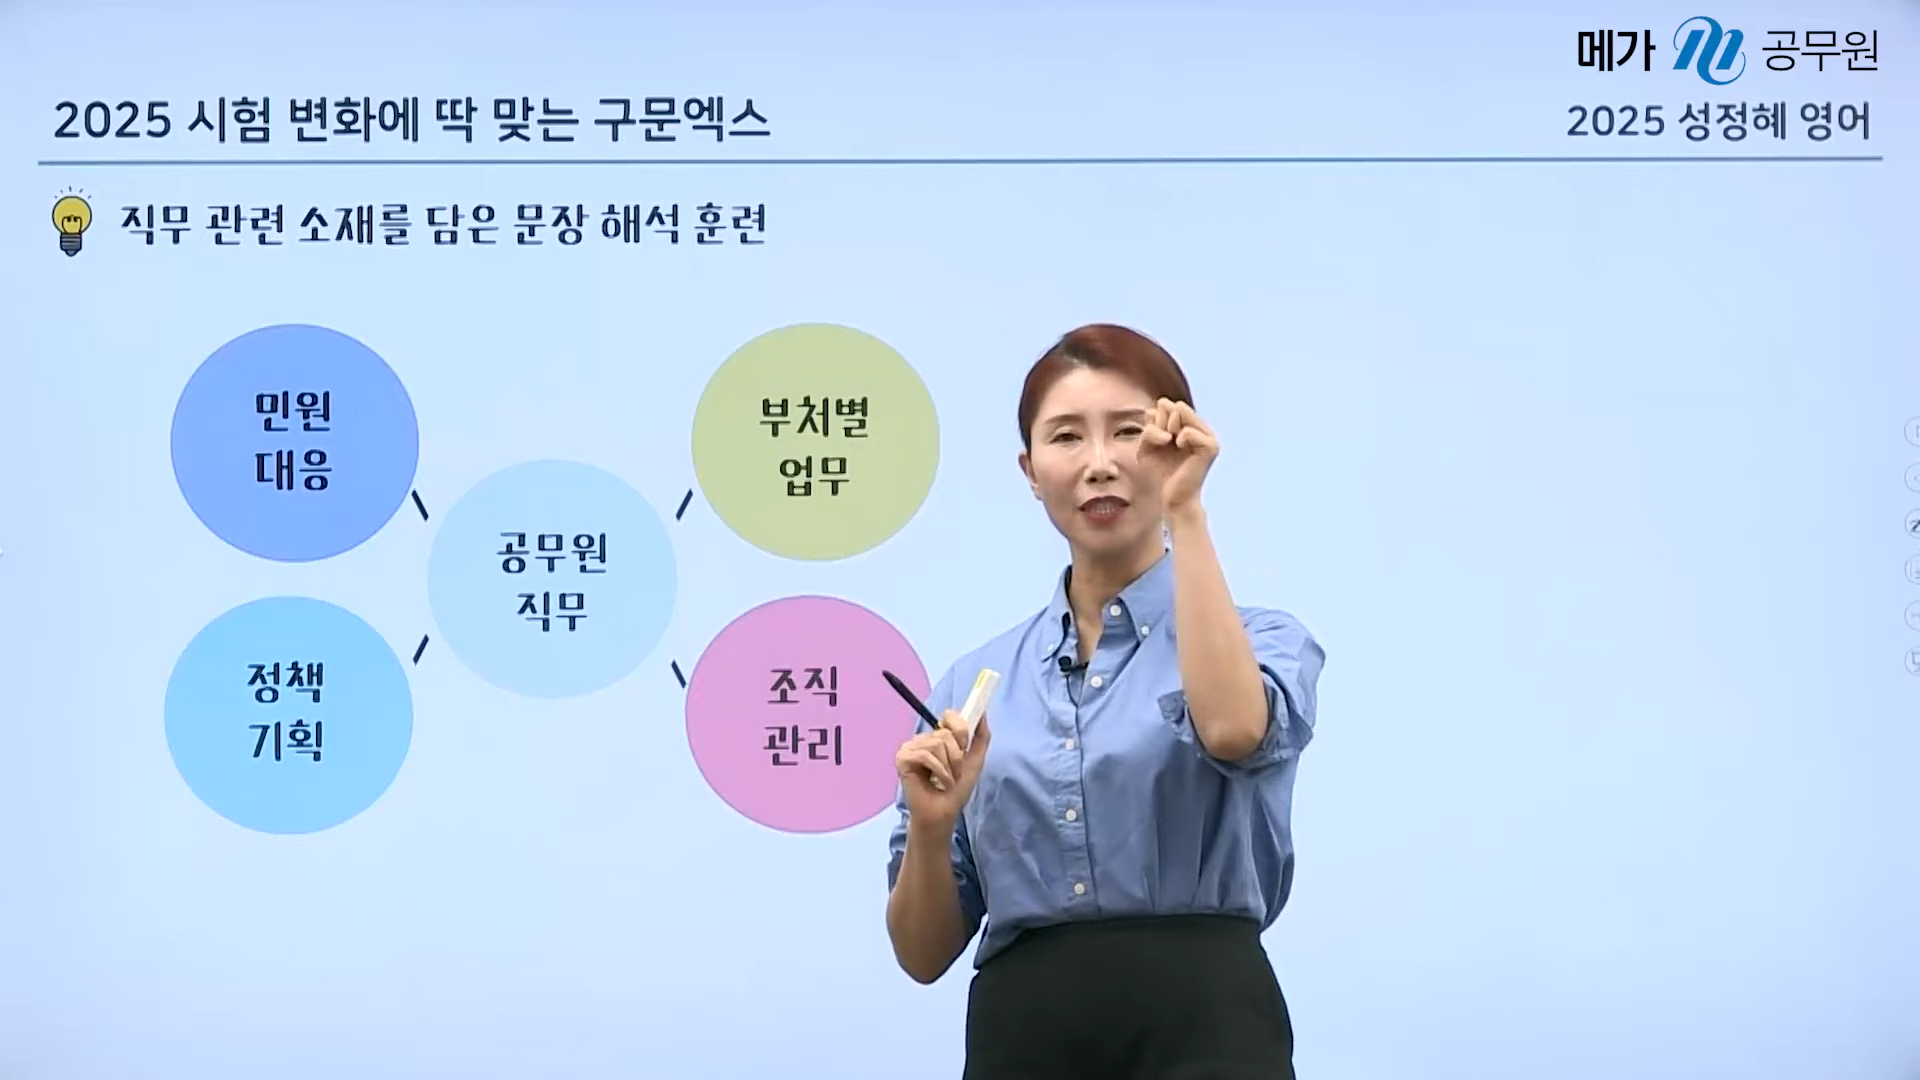 메가 공무원
2025 시험 변화에 딱 맞는 구문엑스
2025 성정혜 영어
직무 관련 소재를 담은 문장 해석 훈련
민원
대응
부처별
업무
공무원
직무
정책
기획
조직
관리